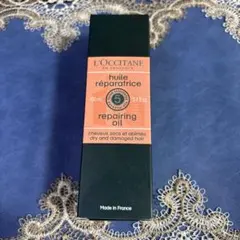 L'OCCITANE
EN PROVENCE
huile
réparatrice
5
repairing
oil
cheveux secs et abîmés
dry and damaged hair
Made in France